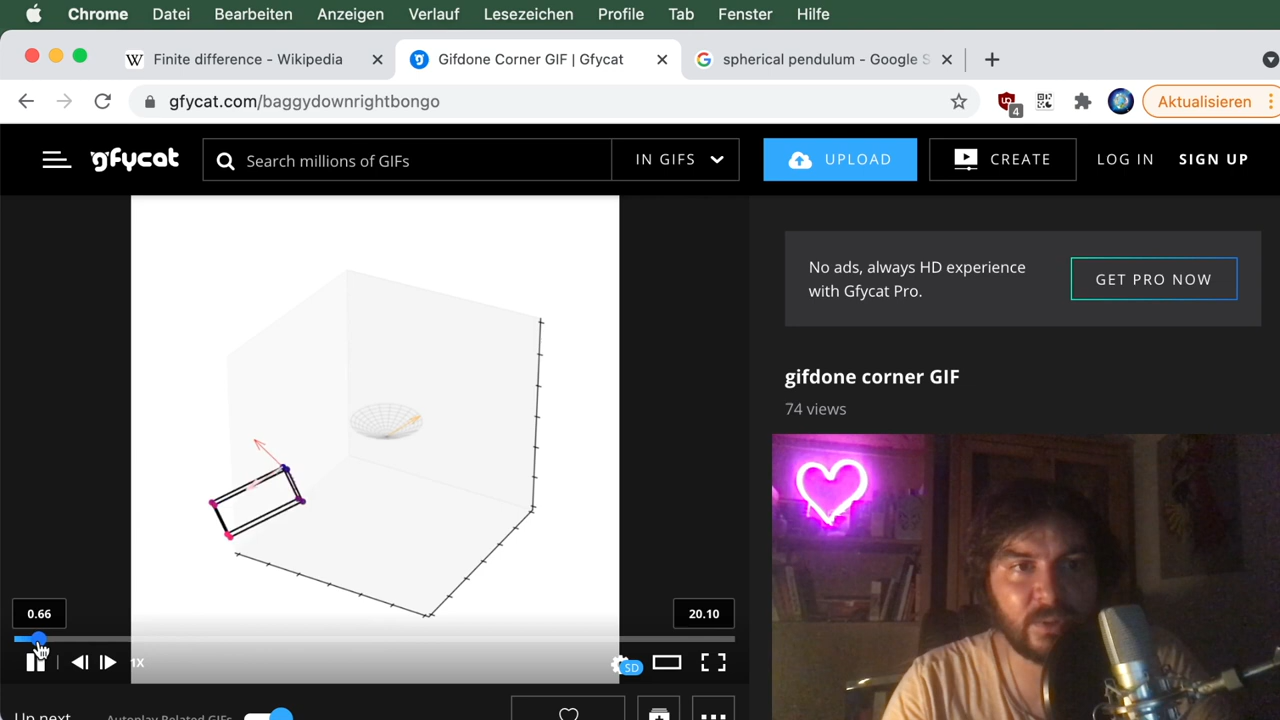 Chrome Datei Bearbeiten Anzeigen Verlauf Lesezeichen Profile Tab Fenster Hilfe
W Finite difference - Wikipedia
Gifdone Corner GIF | Gfycat
spherical pendulum - Google S
gfycat.com/baggydownrightbongo
4
Aktualisieren
gfycat
Search millions of GIFs
IN GIFS
UPLOAD
CREATE
LOG IN
SIGN UP
No ads, always HD experience
with Gfycat Pro.
GET PRO NOW
gifdone corner GIF
74 views
0.66
20.10
1X
SD
Up next
Autoplay Related GIFs